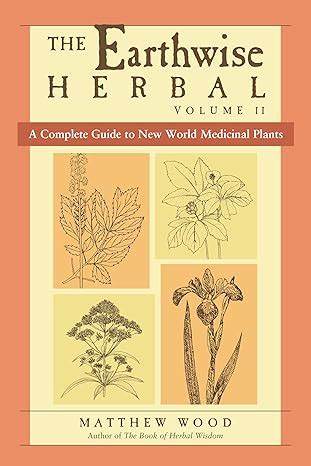 THE Earthwise
HERBAL
VOLUME II
A Complete Guide to New World Medicinal Plants
MATTHEW WOOD
Author of The Book of Herbal Wisdom